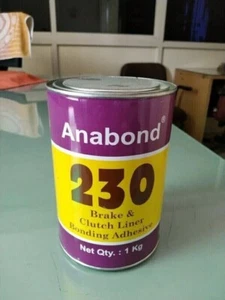 Anabond®
230
Brake &
Clutch Liner
Bonding Adhesive
Net Qty. : 1 Kg